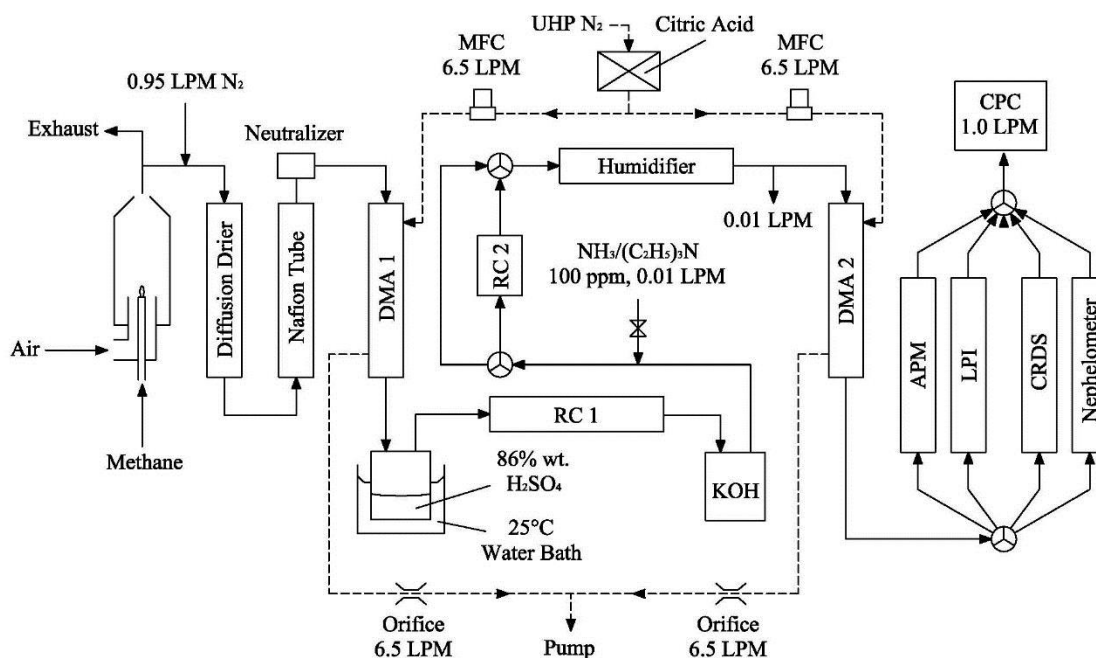 UHP N₂
Citric Acid
MFC
6.5 LPM
MFC
6.5 LPM
0.95 LPM N₂
Exhaust
Neutralizer
CPC
1.0 LPM
Humidifier
0.01 LPM
Diffusion Drier
Nafion Tube
DMA 1
RC 2
NH₃/(C₂H₅)₃N
100 ppm, 0.01 LPM
DMA 2
APM
LPI
CRDS
Nephelometer
Air
Methane
RC 1
86% wt.
H₂SO₄
KOH
25°C
Water Bath
Orifice
6.5 LPM
Pump
Orifice
6.5 LPM